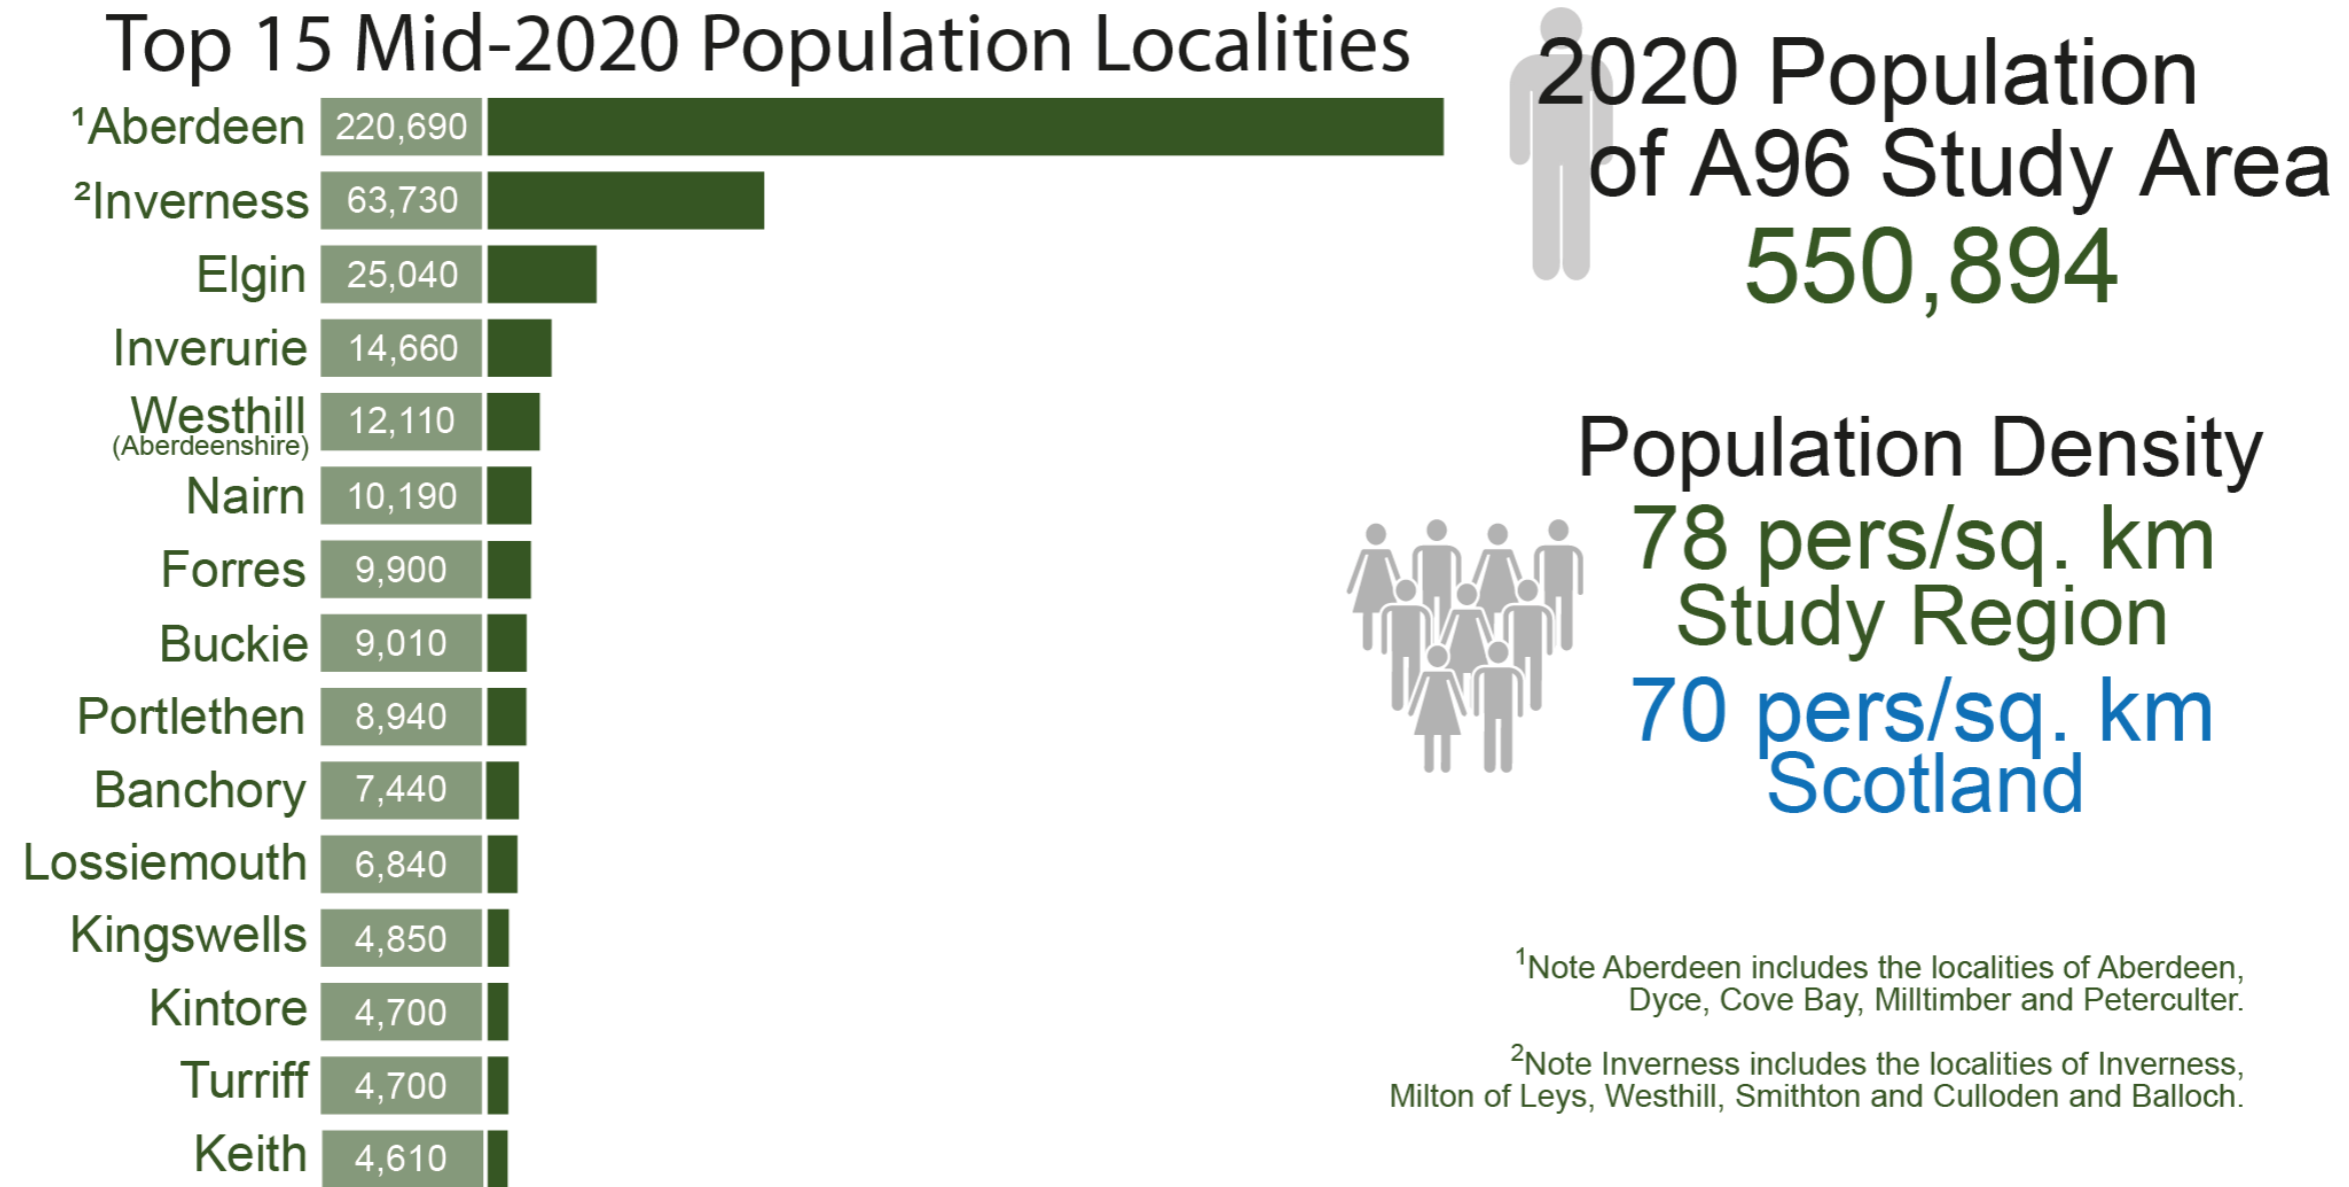 Top 15 Mid-2020 Population Localities
¹Aberdeen 220,690
²Inverness 63,730
Elgin 25,040
Inverurie 14,660
Westhill 12,110
(Aberdeenshire)
Nairn 10,190
Forres 9,900
Buckie 9,010
Portlethen 8,940
Banchory 7,440
Lossiemouth 6,840
Kingswells 4,850
Kintore 4,700
Turriff 4,700
Keith 4,610
2020 Population
of A96 Study Area
550,894
Population Density
78 pers/sq. km
Study Region
70 pers/sq. km
Scotland
¹Note Aberdeen includes the localities of Aberdeen,
Dyce, Cove Bay, Milltimber and Peterculter.
²Note Inverness includes the localities of Inverness,
Milton of Leys, Westhill, Smithton and Culloden and Balloch.